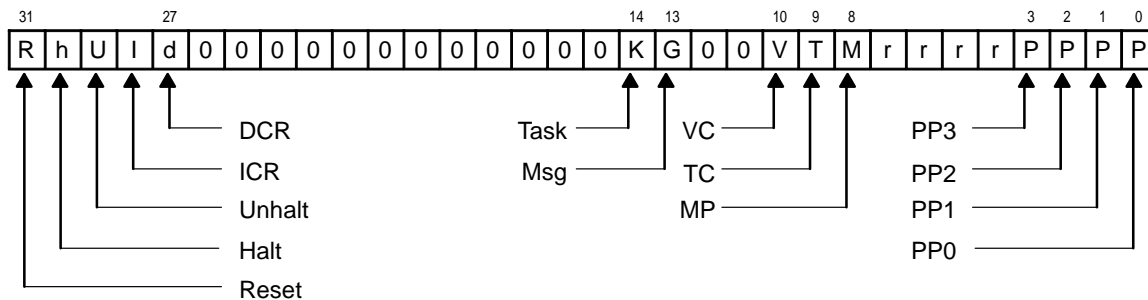 31 27 14 13 10 9 8 3 2 1 0
R h U I d 0 0 0 0 0 0 0 0 0 0 0 0 K G 0 0 V T M r r r r P P P P
DCR Task VC PP3
ICR Msg TC PP2
Unhalt MP PP1
Halt PP0
Reset